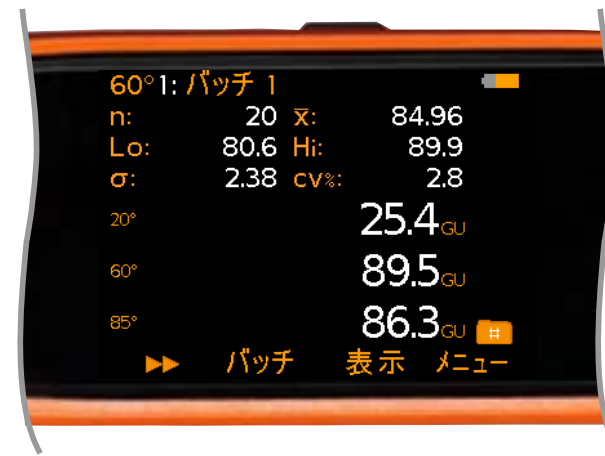 60°1: バッチ 1
n: 20 x̅: 84.96
Lo: 80.6 Hi: 89.9
σ: 2.38 cv%: 2.8
20° 25.4GU
60° 89.5GU
85° 86.3GU #
バッチ 表示 メニュー